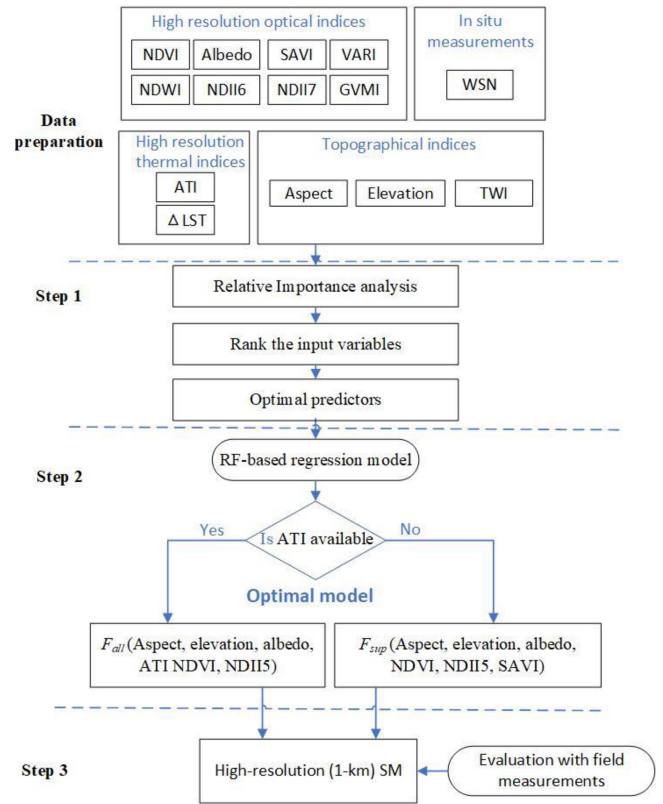 High resolution optical indices
NDVI Albedo SAVI VARI
NDWI NDII6 NDII7 GVMI
In situ
measurements
WSN
Data
preparation
High resolution
thermal indices
ATI
Δ LST
Topographical indices
Aspect Elevation TWI
Step 1
Relative Importance analysis
Rank the input variables
Optimal predictors
Step 2
RF-based regression model
Is ATI available
Yes
No
Optimal model
Fall (Aspect, elevation, albedo,
ATI NDVI, NDII5)
Fsup (Aspect, elevation, albedo,
NDVI, NDII5, SAVI)
Step 3
High-resolution (1-km) SM
Evaluation with field
measurements